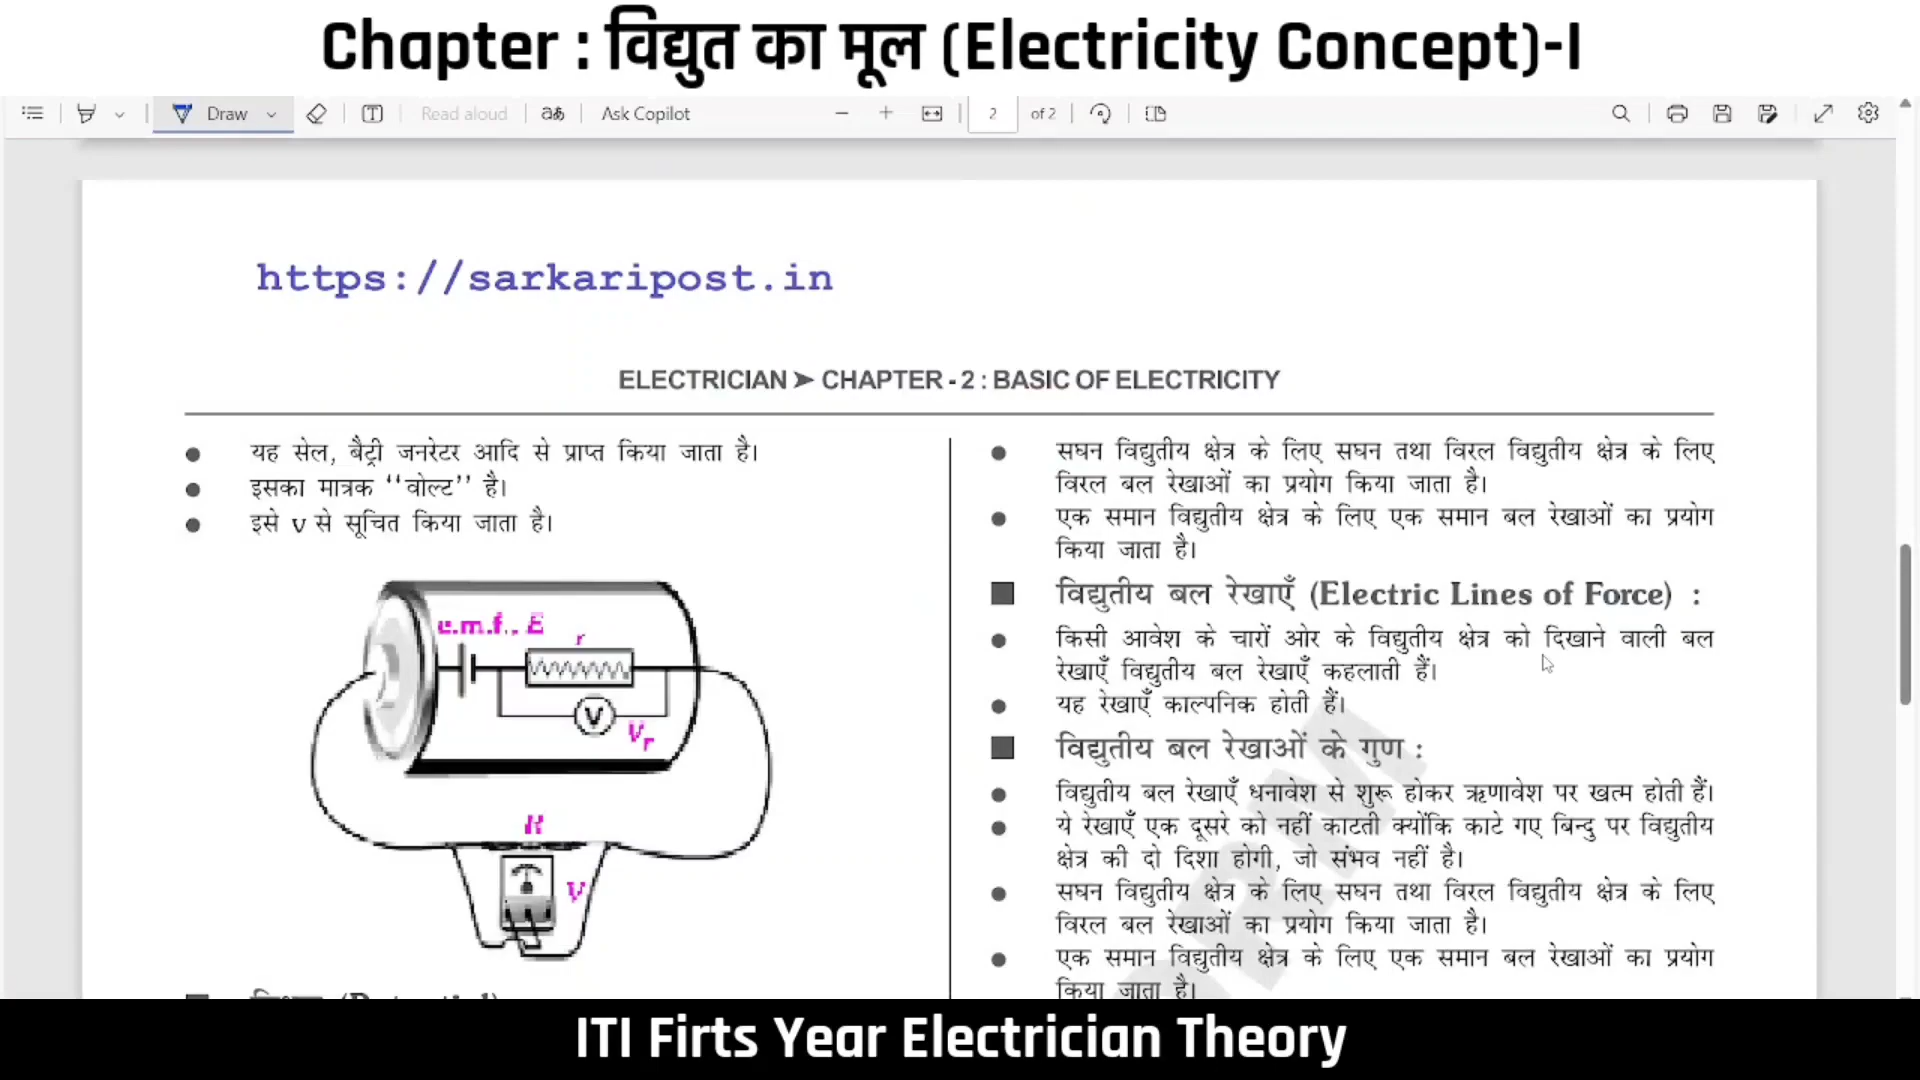 Chapter : विद्युत का मूल (Electricity Concept)-I
Draw
Read aloud
Ask Copilot
2
of 2
https://sarkaripost.in
ELECTRICIAN ➤ CHAPTER - 2 : BASIC OF ELECTRICITY
● यह सेल, बैट्री जनरेटर आदि से प्राप्त किया जाता है।
● इसका मात्रक ‘‘वोल्ट’’ है।
● इसे v से सूचित किया जाता है।
e.m.f., E
r
V
Vr
R
V
● सघन विद्युतीय क्षेत्र के लिए सघन तथा विरल विद्युतीय क्षेत्र के लिए
विरल बल रेखाओं का प्रयोग किया जाता है।
● एक समान विद्युतीय क्षेत्र के लिए एक समान बल रेखाओं का प्रयोग
किया जाता है।
■ विद्युतीय बल रेखाएँ (Electric Lines of Force) :
● किसी आवेश के चारों ओर के विद्युतीय क्षेत्र को दिखाने वाली बल
रेखाएँ विद्युतीय बल रेखाएँ कहलाती हैं।
● यह रेखाएँ काल्पनिक होती हैं।
■ विद्युतीय बल रेखाओं के गुण :
● विद्युतीय बल रेखाएँ धनावेश से शुरू होकर ऋणावेश पर खत्म होती हैं।
● ये रेखाएँ एक दूसरे को नहीं काटती क्योंकि काटे गए बिन्दु पर विद्युतीय
क्षेत्र की दो दिशा होगी, जो संभव नहीं है।
● सघन विद्युतीय क्षेत्र के लिए सघन तथा विरल विद्युतीय क्षेत्र के लिए
विरल बल रेखाओं का प्रयोग किया जाता है।
● एक समान विद्युतीय क्षेत्र के लिए एक समान बल रेखाओं का प्रयोग
किया जाता है।
ITI Firts Year Electrician Theory